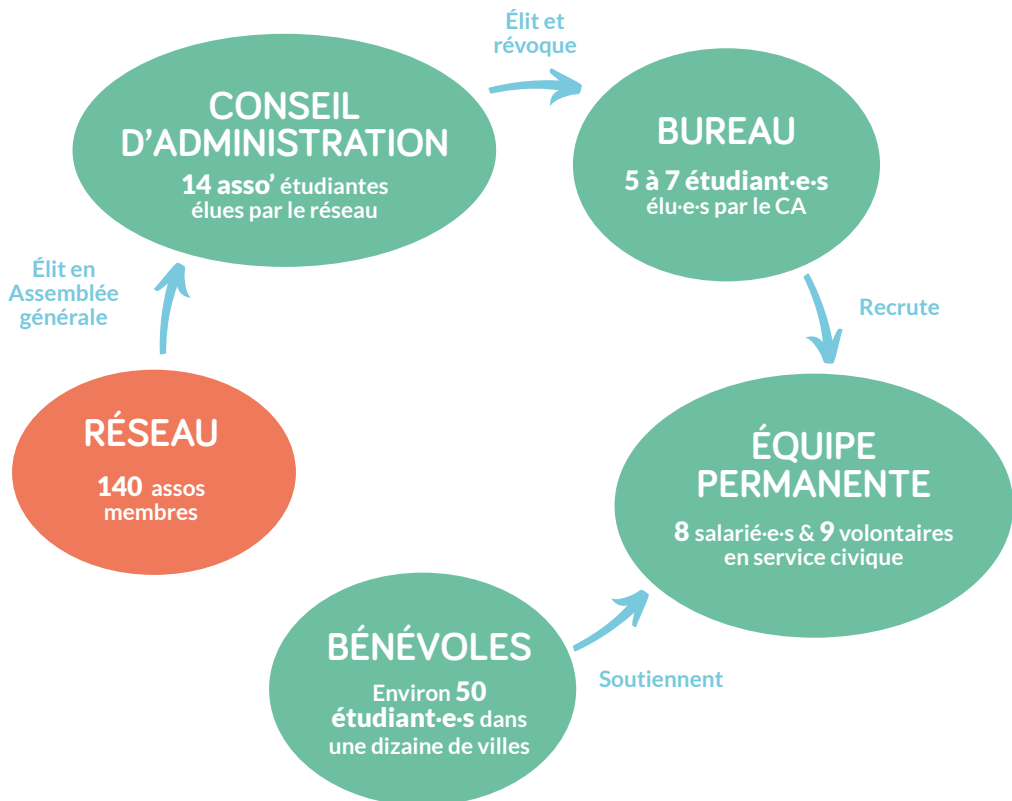 Élit et
révoque
CONSEIL
D’ADMINISTRATION
14 asso’ étudiantes
élues par le réseau
BUREAU
5 à 7 étudiant·e·s
élu·e·s par le CA
Élit en
Assemblée
générale
Recrute
RÉSEAU
140 assos
membres
ÉQUIPE
PERMANENTE
8 salarié·e·s & 9 volontaires
en service civique
BÉNÉVOLES
Environ 50
étudiant·e·s dans
une dizaine de villes
Soutiennent